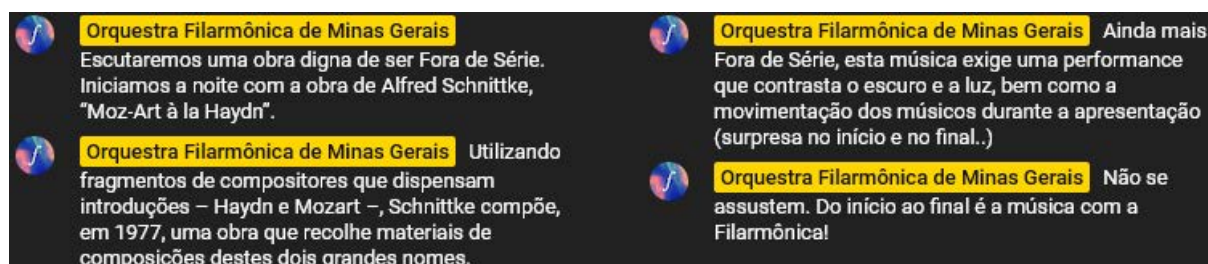 Orquestra Filarmônica de Minas Gerais
Escutaremos uma obra digna de ser Fora de Série.
Iniciamos a noite com a obra de Alfred Schnittke,
“Moz-Art à la Haydn”.
Orquestra Filarmônica de Minas Gerais Utilizando
fragmentos de compositores que dispensam
introduções – Haydn e Mozart –, Schnittke compõe,
em 1977, uma obra que recolhe materiais de
composições destes dois grandes nomes.
Orquestra Filarmônica de Minas Gerais Ainda mais
Fora de Série, esta música exige uma performance
que contrasta o escuro e a luz, bem como a
movimentação dos músicos durante a apresentação
(surpresa no início e no final..)
Orquestra Filarmônica de Minas Gerais Não se
assustem. Do início ao final é a música com a
Filarmônica!